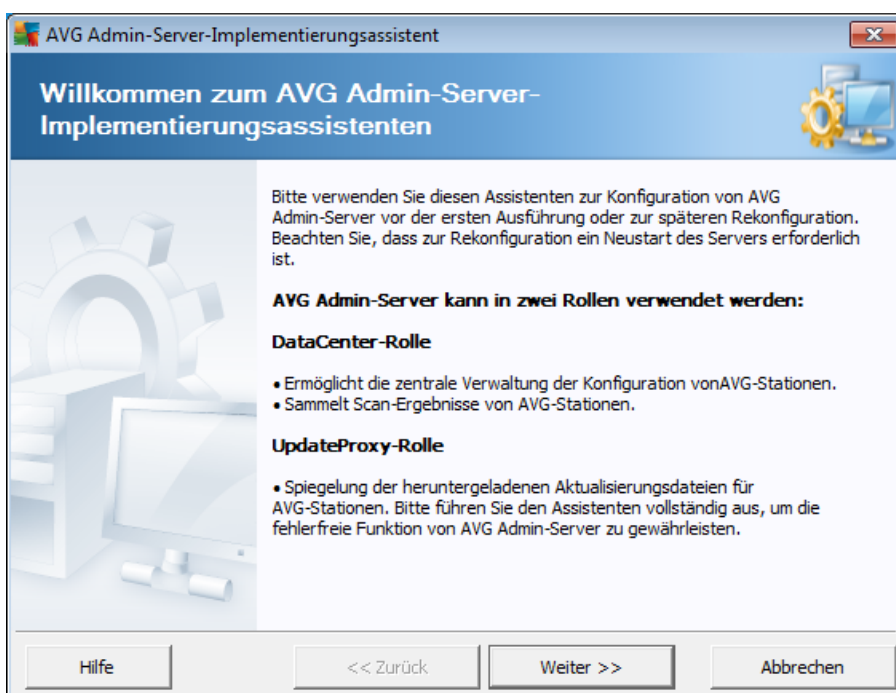 AVG Admin-Server-Implementierungsassistent
Willkommen zum AVG Admin-Server-
Implementierungsassistenten
Bitte verwenden Sie diesen Assistenten zur Konfiguration von AVG
Admin-Server vor der ersten Ausführung oder zur späteren Rekonfiguration.
Beachten Sie, dass zur Rekonfiguration ein Neustart des Servers erforderlich
ist.
AVG Admin-Server kann in zwei Rollen verwendet werden:
DataCenter-Rolle
• Ermöglicht die zentrale Verwaltung der Konfiguration vonAVG-Stationen.
• Sammelt Scan-Ergebnisse von AVG-Stationen.
UpdateProxy-Rolle
• Spiegelung der heruntergeladenen Aktualisierungsdateien für
AVG-Stationen. Bitte führen Sie den Assistenten vollständig aus, um die
fehlerfreie Funktion von AVG Admin-Server zu gewährleisten.
Hilfe
<< Zurück
Weiter >>
Abbrechen